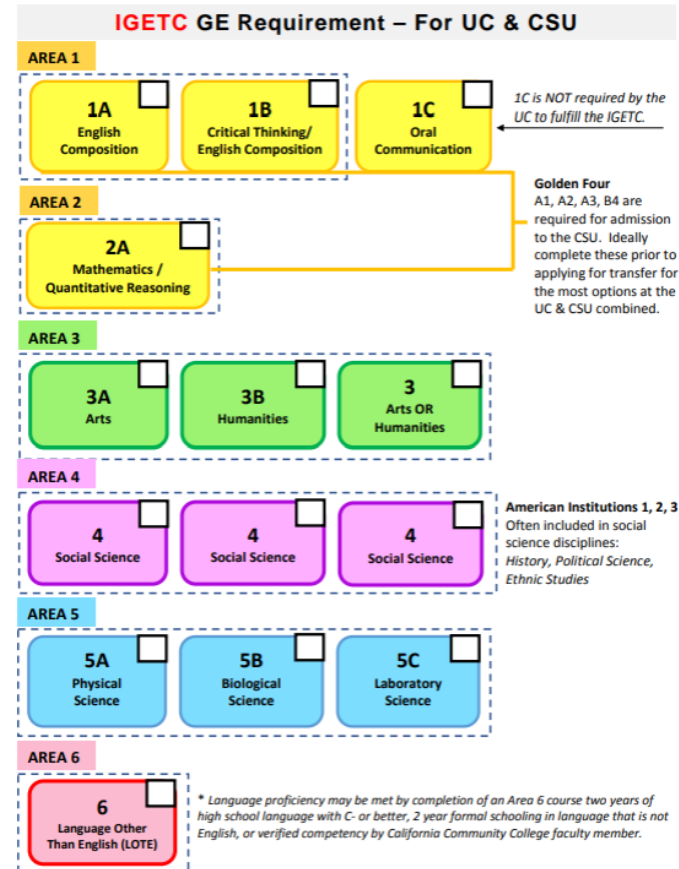 IGETC GE Requirement – For UC & CSU
AREA 1
1A
English
Composition
1B
Critical Thinking/
English Composition
1C
Oral
Communication
1C is NOT required by the
UC to fulfill the IGETC.
Golden Four
A1, A2, A3, B4 are
required for admission
to the CSU. Ideally
complete these prior to
applying for transfer for
the most options at the
UC & CSU combined.
AREA 2
2A
Mathematics /
Quantitative Reasoning
AREA 3
3A
Arts
3B
Humanities
3
Arts OR
Humanities
AREA 4
4
Social Science
4
Social Science
4
Social Science
American Institutions 1, 2, 3
Often included in social
science disciplines:
History, Political Science,
Ethnic Studies
AREA 5
5A
Physical
Science
5B
Biological
Science
5C
Laboratory
Science
AREA 6
6
Language Other
Than English (LOTE)
* Language proficiency may be met by completion of an Area 6 course two years of
high school language with C- or better, 2 year formal schooling in language that is not
English, or verified competency by California Community College faculty member.